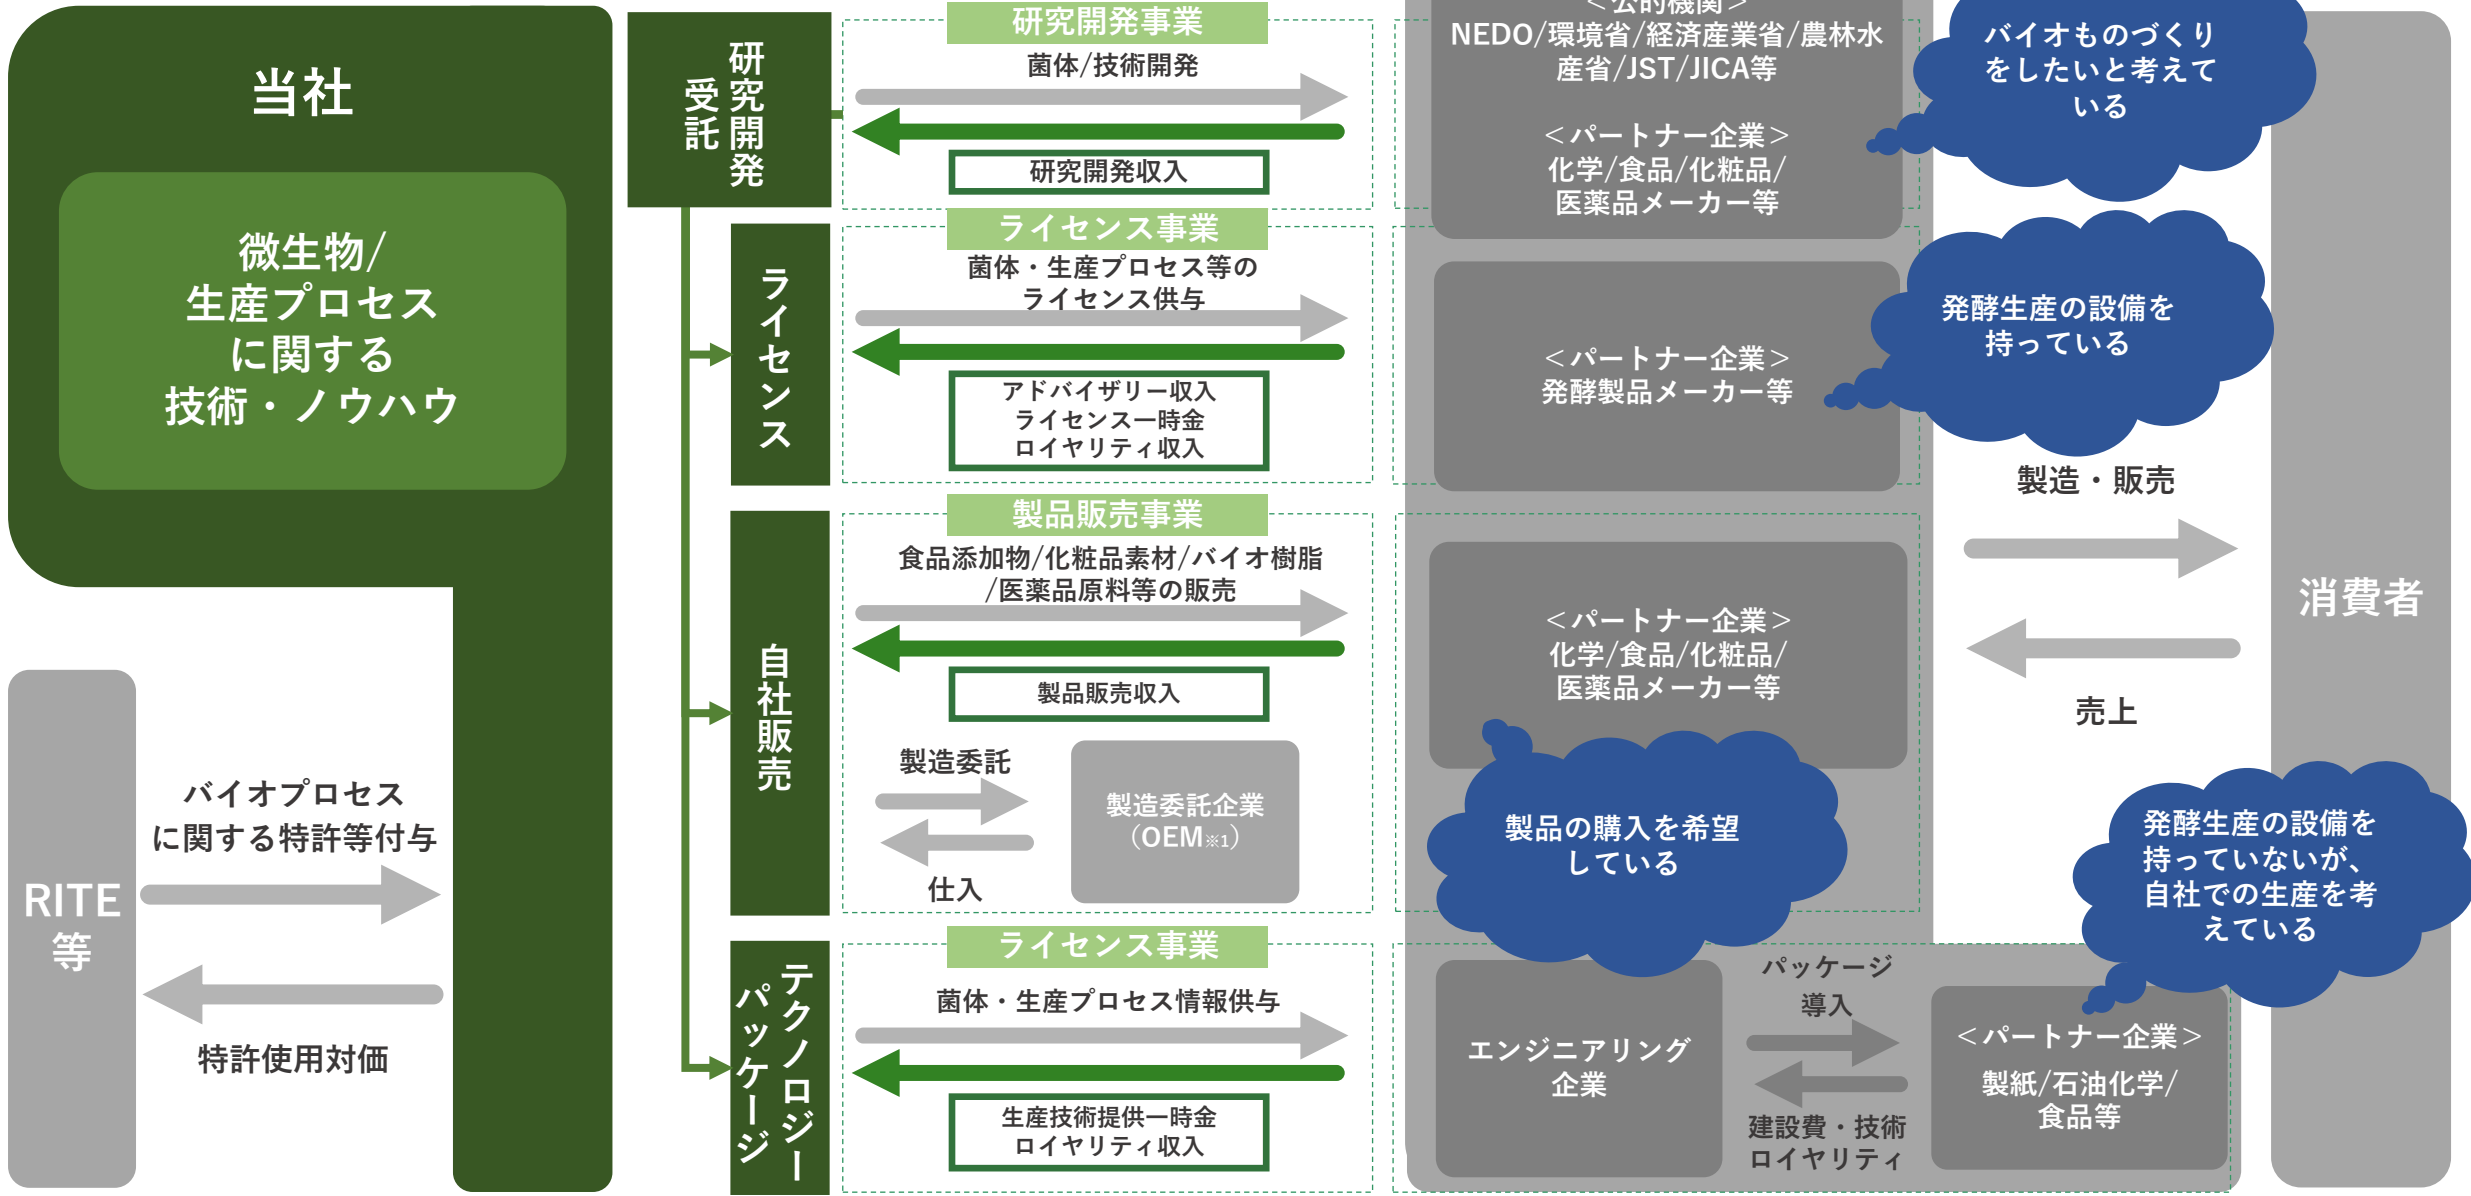 当社
微生物/
生産プロセス
に関する
技術・ノウハウ
RITE
等
バイオプロセス
に関する特許等付与
特許使用対価
研究開発
受託
研究開発事業
菌体/技術開発
研究開発収入
＜公的機関＞
NEDO/環境省/経済産業省/農林水
産省/JST/JICA等
＜パートナー企業＞
化学/食品/化粧品/
医薬品メーカー等
バイオものづくり
をしたいと考えて
いる
ライセンス
ライセンス事業
菌体・生産プロセス等の
ライセンス供与
アドバイザリー収入
ライセンス一時金
ロイヤリティ収入
＜パートナー企業＞
発酵製品メーカー等
発酵生産の設備を
持っている
自社販売
製品販売事業
食品添加物/化粧品素材/バイオ樹脂
/医薬品原料等の販売
製品販売収入
製造委託
仕入
製造委託企業
（OEM※1）
＜パートナー企業＞
化学/食品/化粧品/
医薬品メーカー等
製品の購入を希望
している
製造・販売
売上
消費者
テクノロジー
パッケージ
ライセンス事業
菌体・生産プロセス情報供与
生産技術提供一時金
ロイヤリティ収入
エンジニアリング
企業
パッケージ
導入
建設費・技術
ロイヤリティ
＜パートナー企業＞
製紙/石油化学/
食品等
発酵生産の設備を
持っていないが、
自社での生産を考
えている